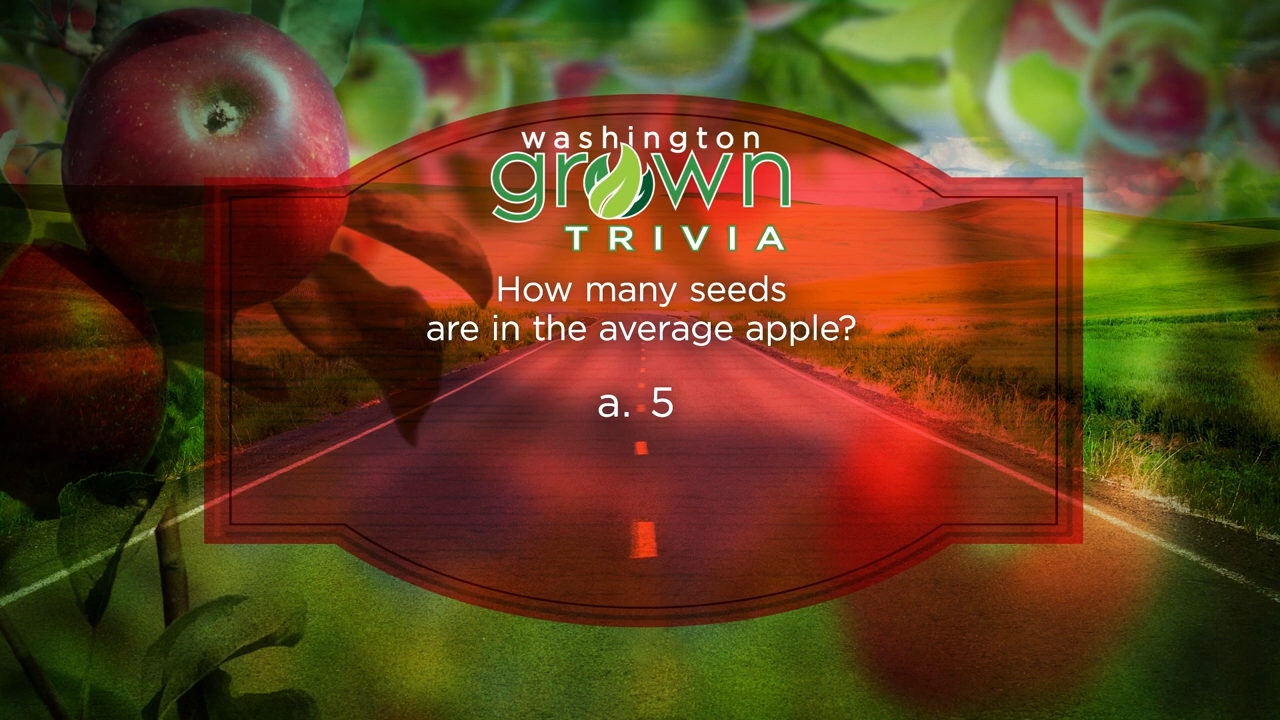 washington
grown
TRIVIA
How many seeds
are in the average apple?
a. 5